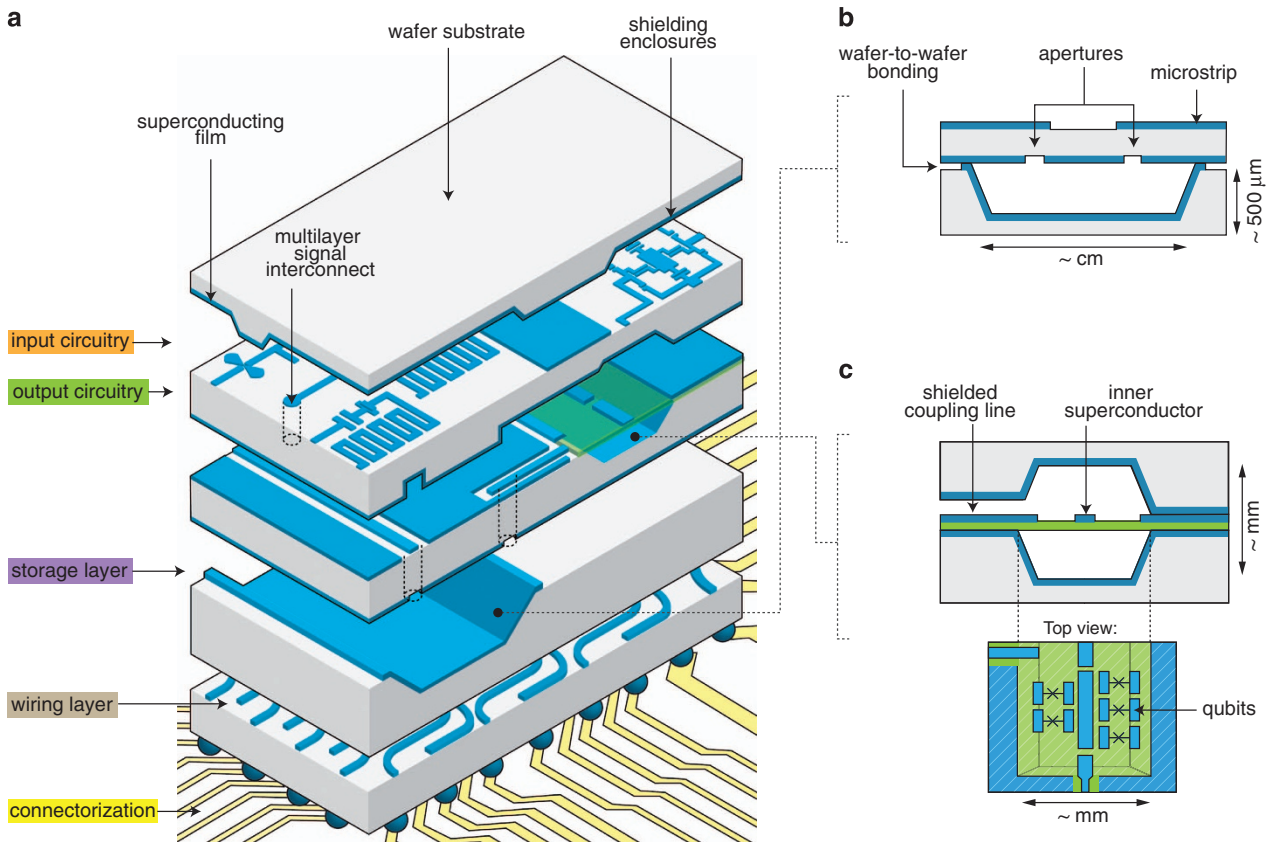 a
wafer substrate
shielding
enclosures
superconducting
film
multilayer
signal
interconnect
input circuitry
output circuitry
storage layer
wiring layer
connectorization
b
wafer-to-wafer
bonding
apertures
microstrip
~ 500 μm
~ cm
c
shielded
coupling line
inner
superconductor
~ mm
Top view:
qubits
~ mm